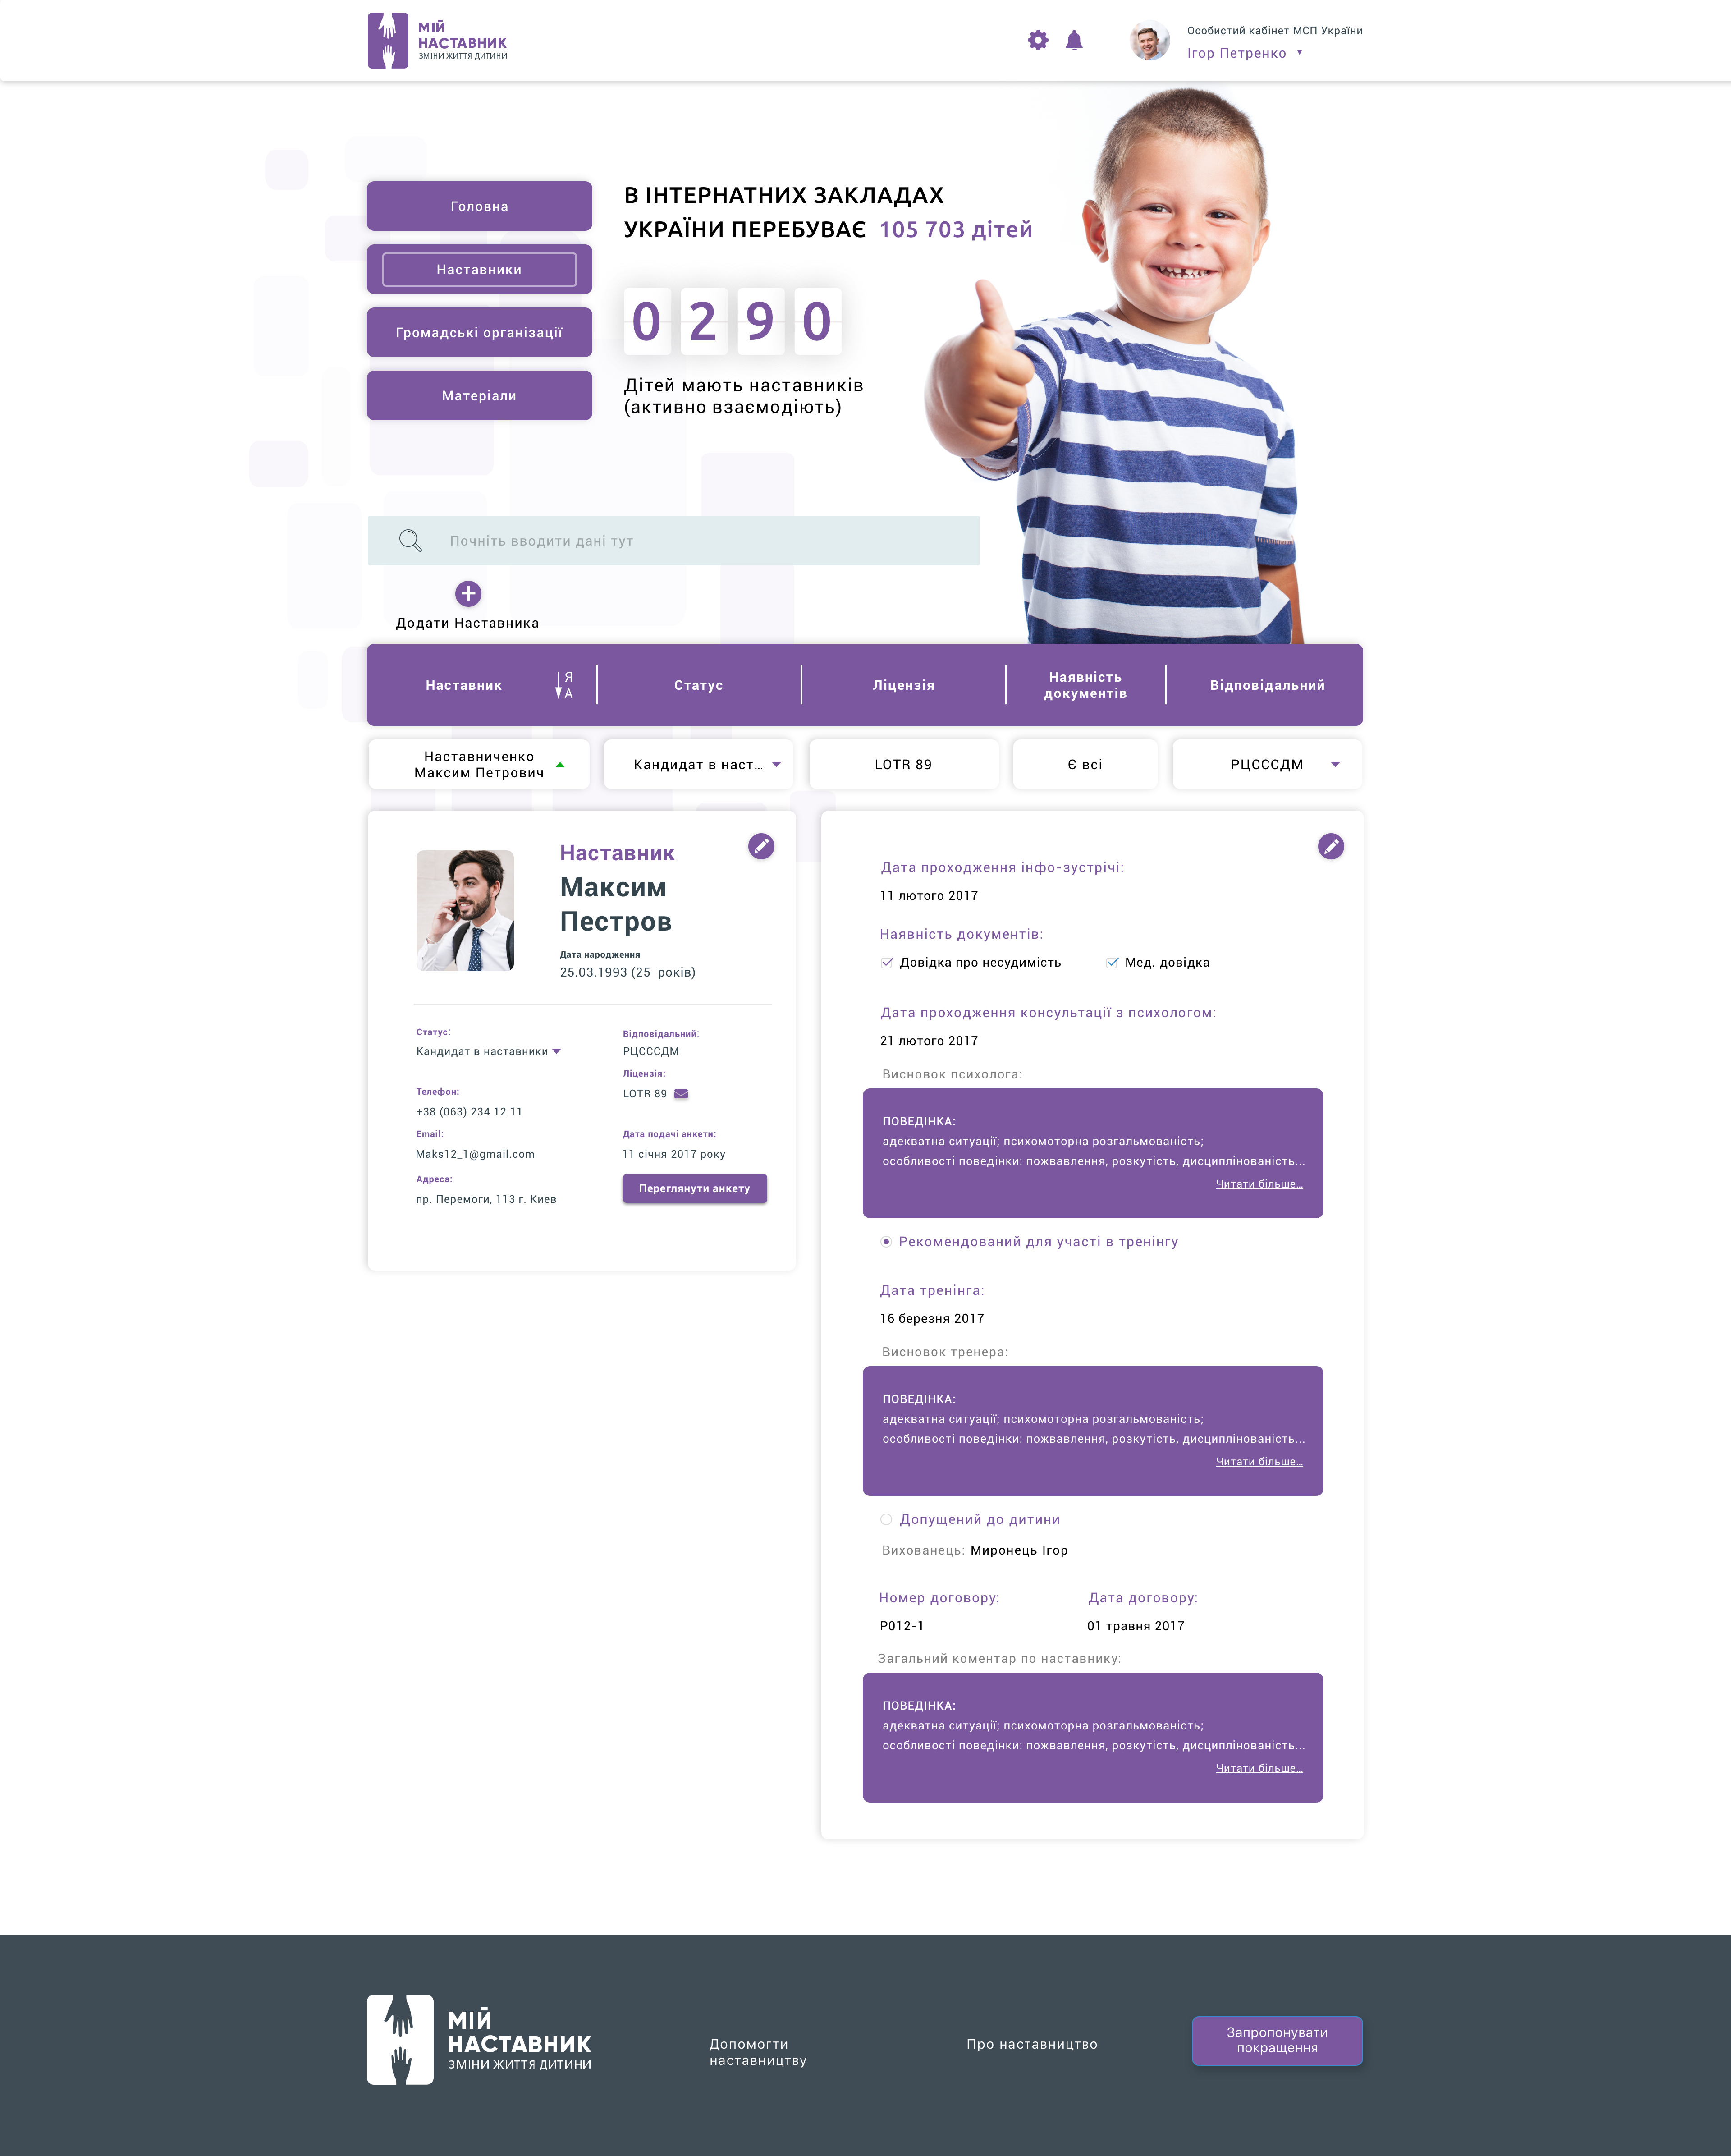 МІЙ
НАСТАВНИК
ЗМІНИ ЖИТТЯ ДИТИНИ
Особистий кабінет МСП України
Ігор Петренко
Головна
Наставники
Громадські організації
Матеріали
В ІНТЕРНАТНИХ ЗАКЛАДАХ
УКРАЇНИ ПЕРЕБУВАЄ 105 703 дітей
0 2 9 0
Дітей мають наставників
(активно взаємодіють)
Почніть вводити дані тут
Додати Наставника
Наставник
Я
А
Статус
Ліцензія
Наявність
документів
Відповідальний
Наставниченко
Максим Петрович
Кандидат в наст...
LOTR 89
Є всі
РЦСССДМ
Наставник
Максим
Пестров
Дата народження
25.03.1993 (25 років)
Статус:
Кандидат в наставники
Телефон:
+38 (063) 234 12 11
Email:
Maks12_1@gmail.com
Адреса:
пр. Перемоги, 113 г. Киев
Відповідальний:
РЦСССДМ
Ліцензія:
LOTR 89
Дата подачі анкети:
11 січня 2017 року
Переглянути анкету
Дата проходження інфо-зустрічі:
11 лютого 2017
Наявність документів:
Довідка про несудимість Мед. довідка
Дата проходження консультації з психологом:
21 лютого 2017
Висновок психолога:
ПОВЕДІНКА:
адекватна ситуації; психомоторна розгальмованість;
особливості поведінки: пожвавлення, розкутість, дисциплінованість...
Читати більше...
Рекомендований для участі в тренінгу
Дата тренінга:
16 березня 2017
Висновок тренера:
ПОВЕДІНКА:
адекватна ситуації; психомоторна розгальмованість;
особливості поведінки: пожвавлення, розкутість, дисциплінованість...
Читати більше...
Допущений до дитини
Вихованець: Миронець Ігор
Номер договору: Дата договору:
Р012-1 01 травня 2017
Загальний коментар по наставнику:
ПОВЕДІНКА:
адекватна ситуації; психомоторна розгальмованість;
особливості поведінки: пожвавлення, розкутість, дисциплінованість...
Читати більше...
МІЙ
НАСТАВНИК
ЗМІНИ ЖИТТЯ ДИТИНИ
Допомогти
наставництву
Про наставництво
Запропонувати
покращення